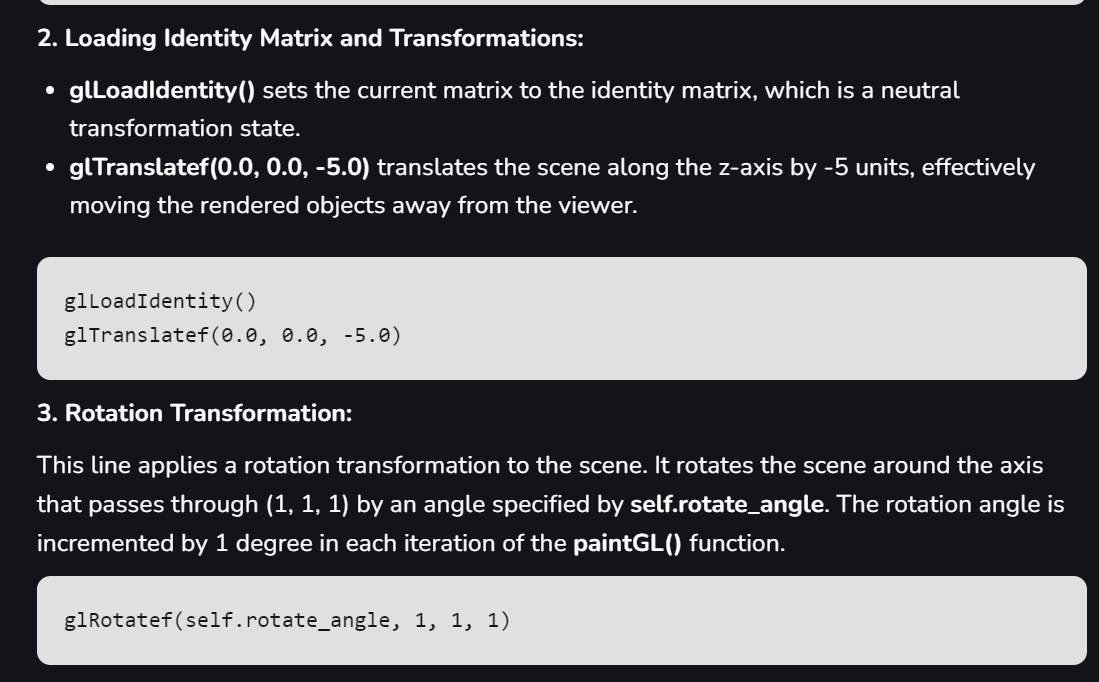 2. Loading Identity Matrix and Transformations:
• glLoadIdentity() sets the current matrix to the identity matrix, which is a neutral
transformation state.
• glTranslatef(0.0, 0.0, -5.0) translates the scene along the z-axis by -5 units, effectively
moving the rendered objects away from the viewer.
glLoadIdentity()
glTranslatef(0.0, 0.0, -5.0)
3. Rotation Transformation:
This line applies a rotation transformation to the scene. It rotates the scene around the axis
that passes through (1, 1, 1) by an angle specified by self.rotate_angle. The rotation angle is
incremented by 1 degree in each iteration of the paintGL() function.
glRotatef(self.rotate_angle, 1, 1, 1)